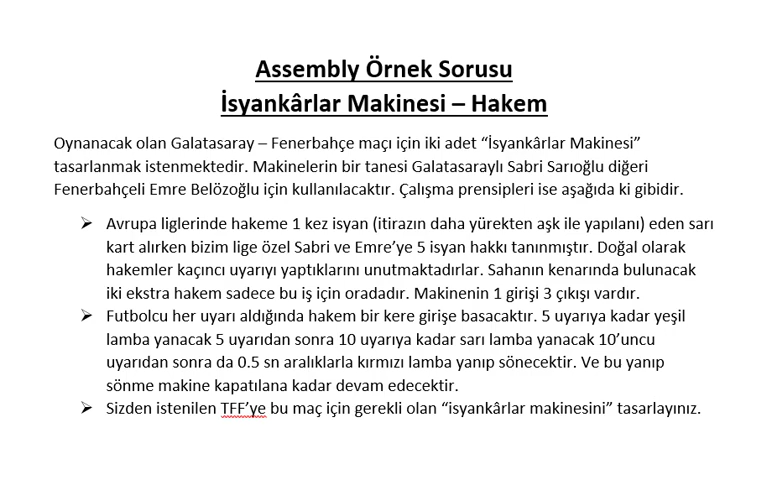 Assembly Örnek Sorusu
İsyankârlar Makinesi – Hakem
Oynanacak olan Galatasaray – Fenerbahçe maçı için iki adet “İsyankârlar Makinesi”
tasarlanmak istenmektedir. Makinelerin bir tanesi Galatasaraylı Sabri Sarıoğlu diğeri
Fenerbahçeli Emre Belözoğlu için kullanılacaktır. Çalışma prensipleri ise aşağıda ki gibidir.
➢ Avrupa liglerinde hakeme 1 kez isyan (itirazın daha yürekten aşk ile yapılanı) eden sarı
kart alırken bizim lige özel Sabri ve Emre’ye 5 isyan hakkı tanınmıştır. Doğal olarak
hakemler kaçıncı uyarıyı yaptıklarını unutmaktadırlar. Sahanın kenarında bulunacak
iki ekstra hakem sadece bu iş için oradadır. Makinenin 1 girişi 3 çıkışı vardır.
➢ Futbolcu her uyarı aldığında hakem bir kere girişe basacaktır. 5 uyarıya kadar yeşil
lamba yanacak 5 uyarıdan sonra 10 uyarıya kadar sarı lamba yanacak 10’uncu
uyarıdan sonra da 0.5 sn aralıklarla kırmızı lamba yanıp sönecektir. Ve bu yanıp
sönme makine kapatılana kadar devam edecektir.
➢ Sizden istenilen TFF’ye bu maç için gerekli olan “isyankârlar makinesini” tasarlayınız.